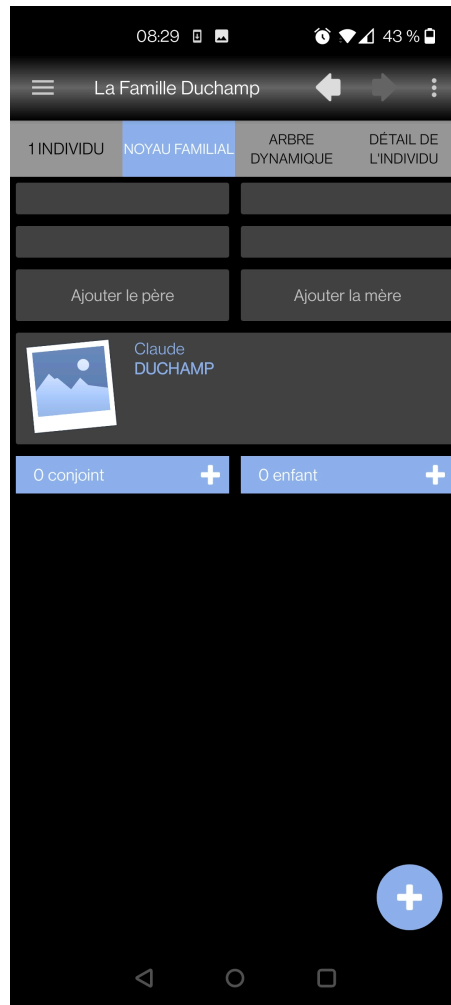 08:29 43 %
La Famille Duchamp
1 INDIVIDU NOYAU FAMILIAL ARBRE DYNAMIQUE DÉTAIL DE L'INDIVIDU
Ajouter le père Ajouter la mère
Claude
DUCHAMP
0 conjoint 0 enfant